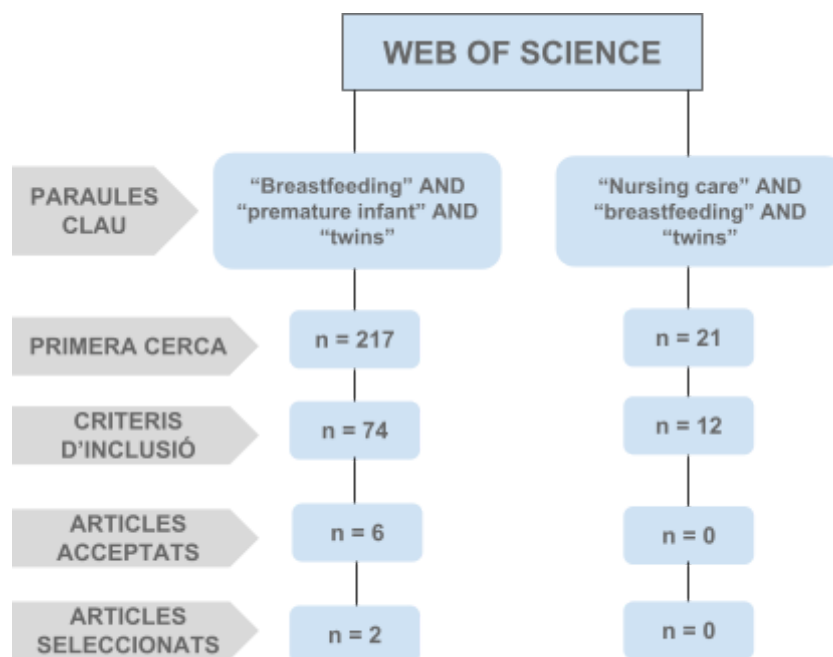 WEB OF SCIENCE
PARAULES
CLAU
“Breastfeeding” AND
“premature infant” AND
“twins”
“Nursing care” AND
“breastfeeding” AND
“twins”
PRIMERA CERCA
n = 217
n = 21
CRITERIS
D’INCLUSIÓ
n = 74
n = 12
ARTICLES
ACCEPTATS
n = 6
n = 0
ARTICLES
SELECCIONATS
n = 2
n = 0